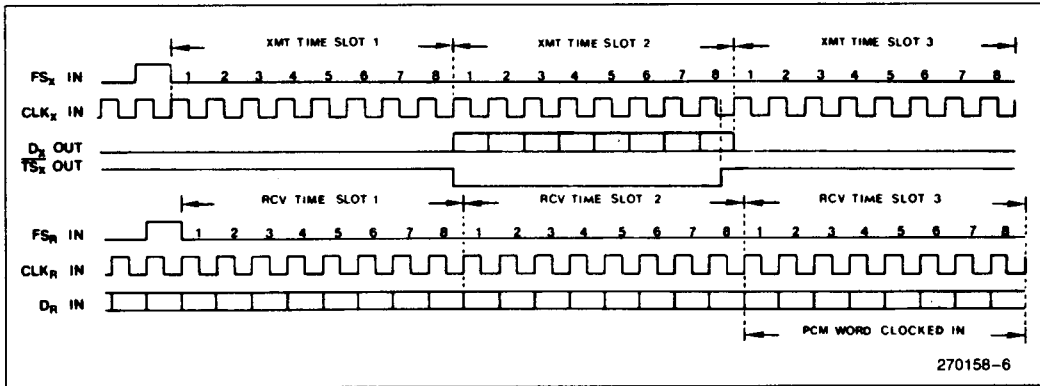 XMT TIME SLOT 1 XMT TIME SLOT 2 XMT TIME SLOT 3
FSX IN 1 2 3 4 5 6 7 8 1 2 3 4 5 6 7 8 1 2 3 4 5 6 7 8
CLKX IN
DX OUT
TSX OUT
RCV TIME SLOT 1 RCV TIME SLOT 2 RCV TIME SLOT 3
FSR IN 1 2 3 4 5 6 7 8 1 2 3 4 5 6 7 8 1 2 3 4 5 6 7 8
CLKR IN
DR IN
PCM WORD CLOCKED IN
270158-6